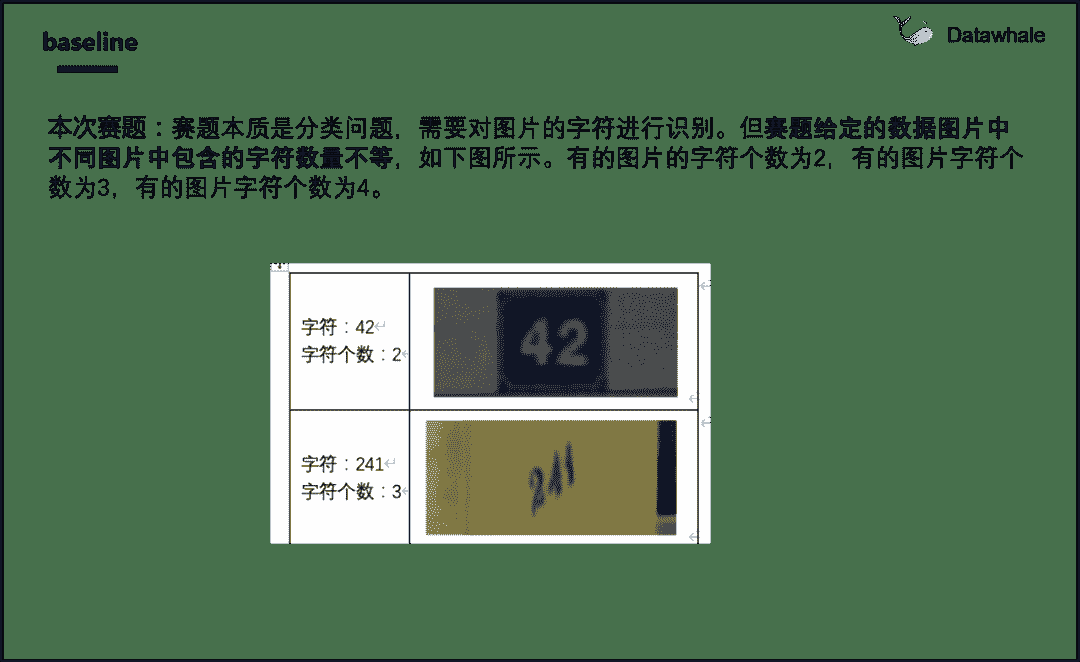 baseline
Datawhale
本次赛题：赛题本质是分类问题，需要对图片的字符进行识别。但赛题给定的数据图片中
不同图片中包含的字符数量不等，如下图所示。有的图片的字符个数为2，有的图片字符个
数为3，有的图片字符个数为4。
字符：42
字符个数：2
42
字符：241
字符个数：3
241